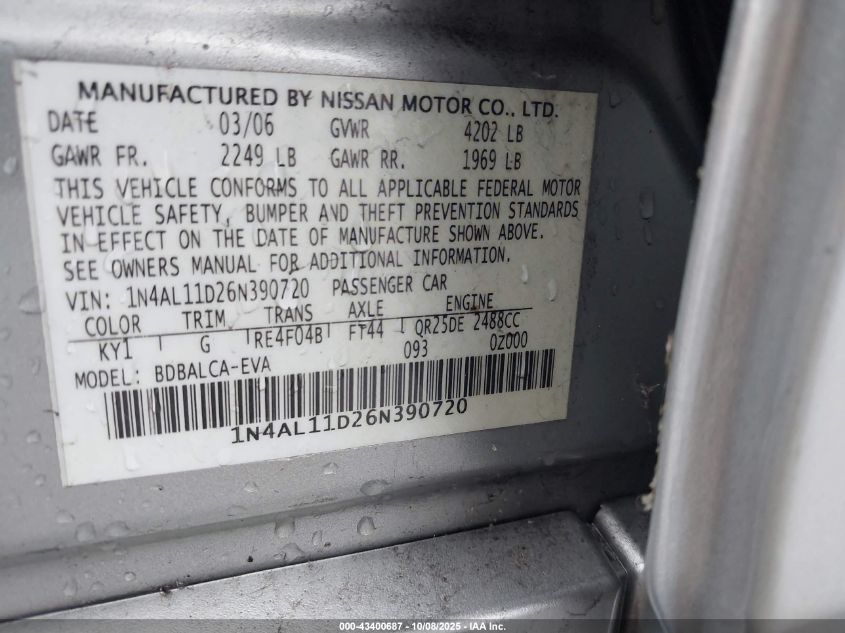 MANUFACTURED BY NISSAN MOTOR CO., LTD.
DATE 03/06 GVWR 4202 LB
GAWR FR. 2249 LB GAWR RR. 1969 LB
THIS VEHICLE CONFORMS TO ALL APPLICABLE FEDERAL MOTOR
VEHICLE SAFETY, BUMPER AND THEFT PREVENTION STANDARDS
IN EFFECT ON THE DATE OF MANUFACTURE SHOWN ABOVE.
SEE OWNERS MANUAL FOR ADDITIONAL INFORMATION.
VIN: 1N4AL11D26N390720 PASSENGER CAR
COLOR TRIM TRANS AXLE ENGINE
KY1 G RE4F04B FT44 QR25DE 2488CC
093 0Z000
MODEL: BDBALCA-EVA
1N4AL11D26N390720
000-43400687 - 10/08/2025 - IAA Inc.